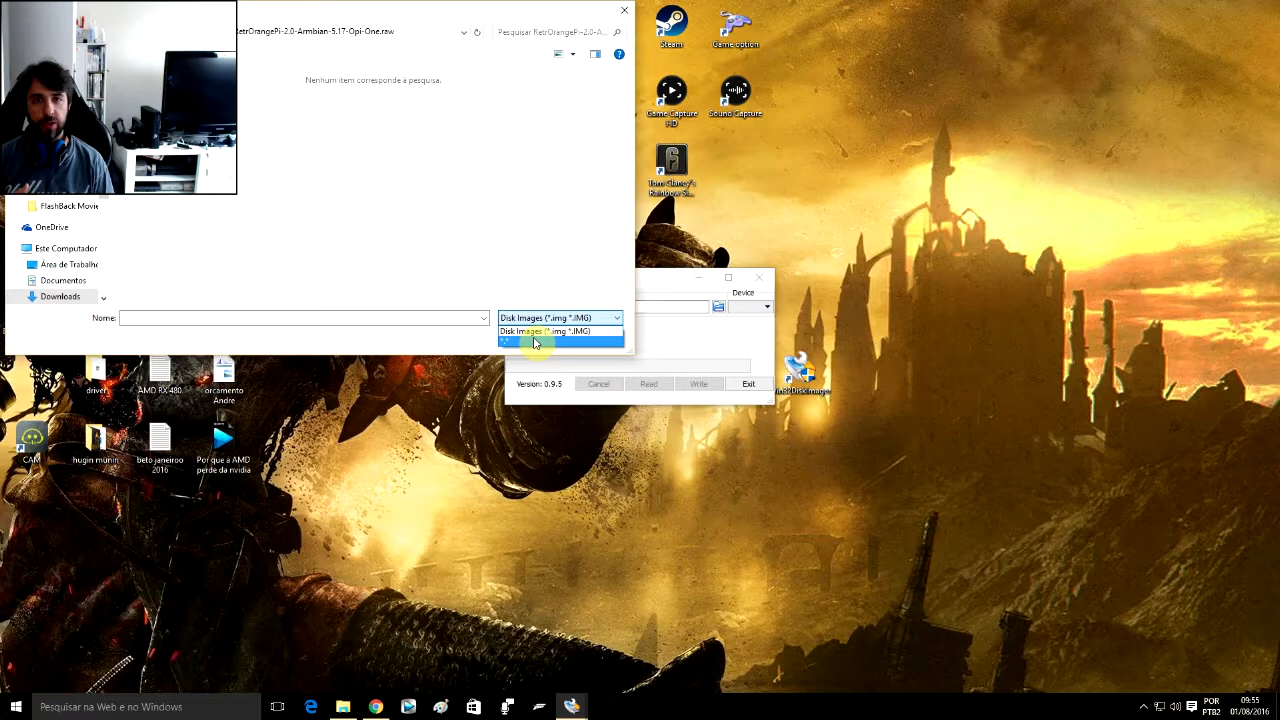 RetrOrangePi-2.0-Armbian-5.17-Opi-One.raw
Pesquisar RetrOrangePi-2.0-A...
Nenhum item corresponde à pesquisa.
FlashBack Movie
OneDrive
Este Computador
Área de Trabalho
Documentos
Downloads
Nome:
Disk Images (*.img *.IMG)
Disk Images (*.img *.IMG)
*.*
Device
Version: 0.9.5
Cancel
Read
Write
Exit
Steam
Game option
Game Capture
HD
Sound Capture
Tom Clancy's
Rainbow Si...
driver
AMD RX 480
orcamento
Andre
CAM
hugin munin
beto janeiroo
2016
Por que a AMD
perde da nvidia
Pesquisar na Web e no Windows
POR
PTB2
09:55
01/08/2016